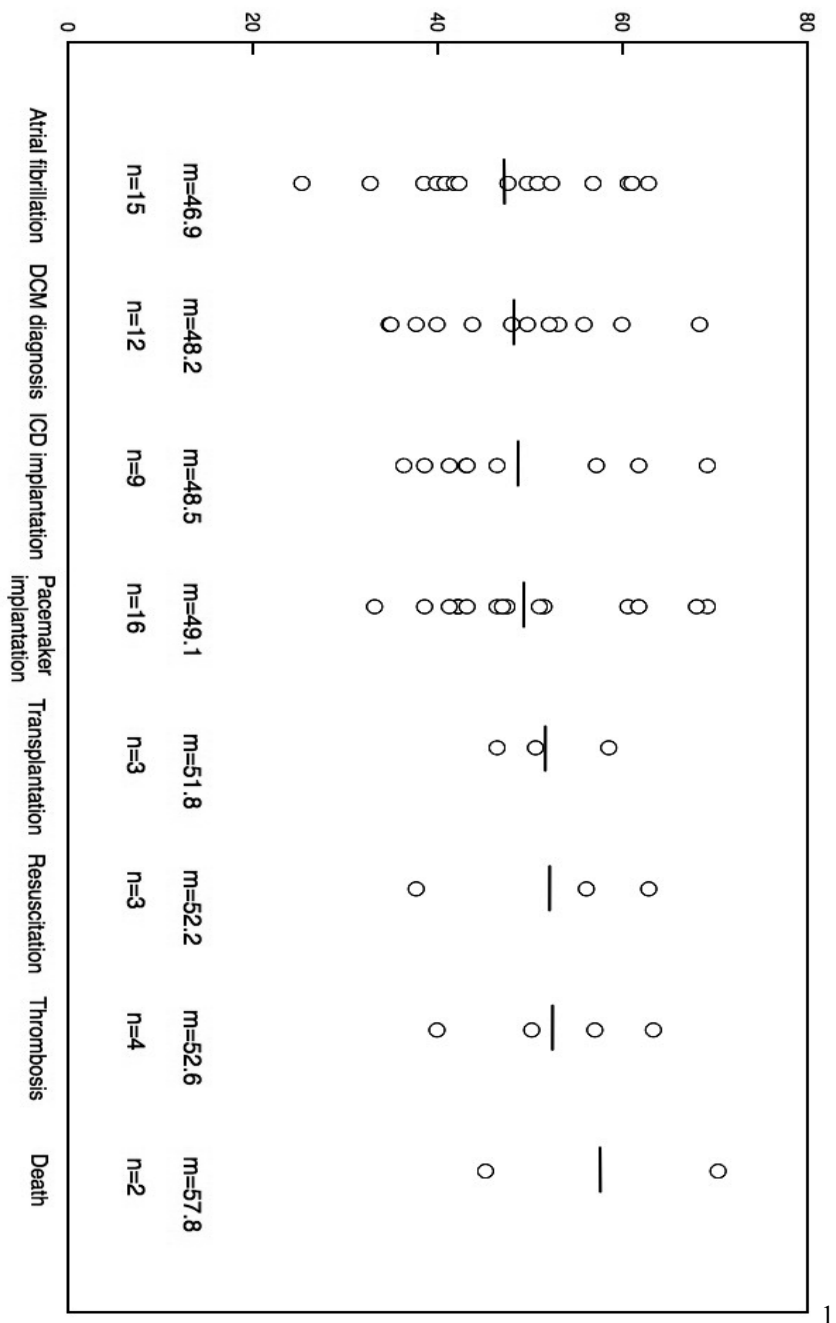 80
60
40
20
0
m=46.9
m=48.2
m=48.5
m=49.1
m=51.8
m=52.2
m=52.6
m=57.8
n=15
n=12
n=9
n=16
n=3
n=3
n=4
n=2
Atrial fibrillation
DCM diagnosis
ICD implantation
Pacemaker
implantation
Transplantation
Resuscitation
Thrombosis
Death
1